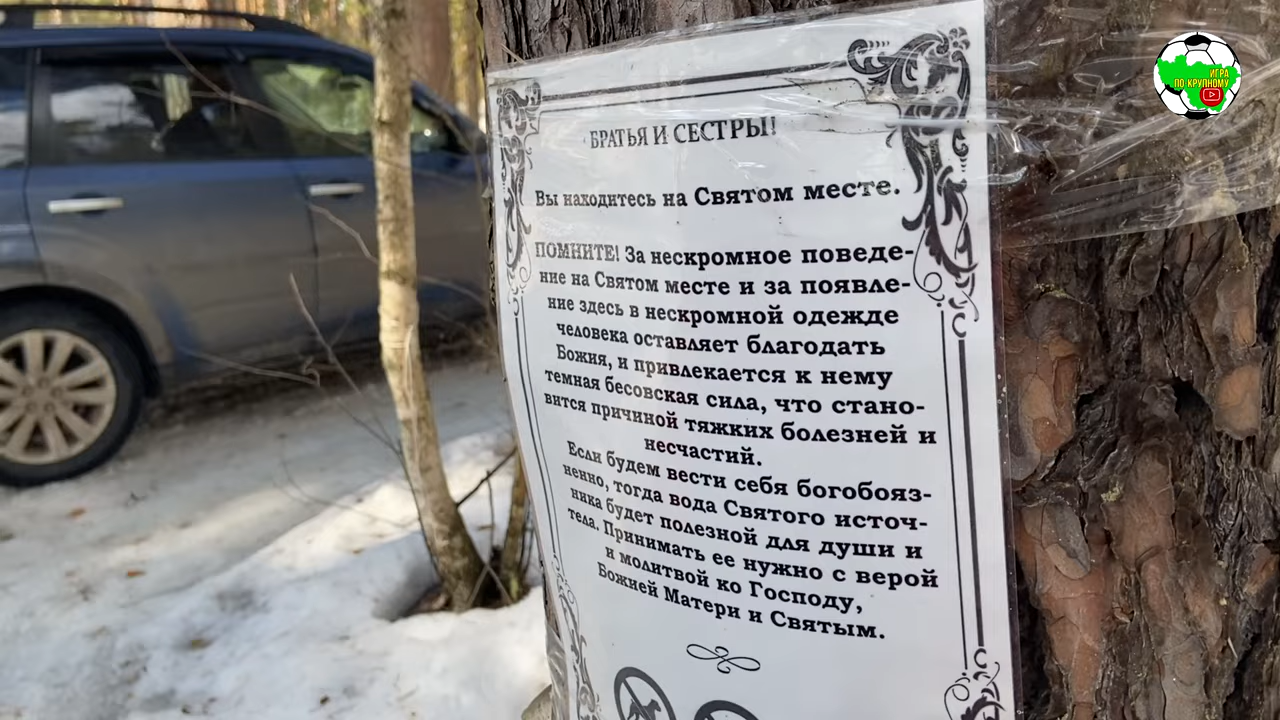 БРАТЬЯ И СЕСТРЫ!
Вы находитесь на Святом месте.
ПОМНИТЕ! За нескромное поведе-
ние на Святом месте и за появле-
ние здесь в нескромной одежде
человека оставляет благодать
Божия, и привлекается к нему
темная бесовская сила, что стано-
вится причиной тяжких болезней и
несчастий.
Если будем вести себя богобояз-
ненно, тогда вода Святого источ-
ника будет полезной для души и
тела. Принимать ее нужно с верой
и молитвой ко Господу,
Божией Матери и Святым.
ИГРА
ПО КРУПНОМУ